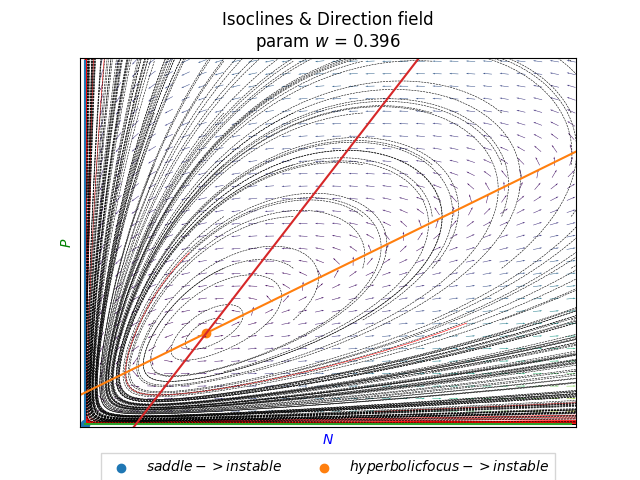 Isoclines & Direction field
param w = 0.396
P
N
saddle->instable
hyperbolicfocus->instable